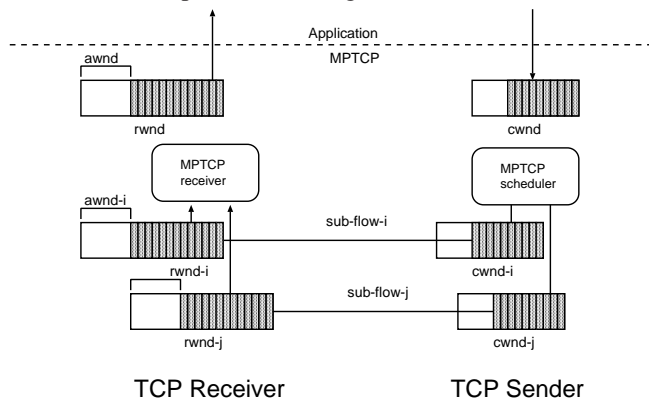 Application
MPTCP
awnd
rwnd
cwnd
MPTCP
receiver
MPTCP
scheduler
awnd-i
sub-flow-i
rwnd-i
cwnd-i
sub-flow-j
rwnd-j
cwnd-j
TCP Receiver
TCP Sender